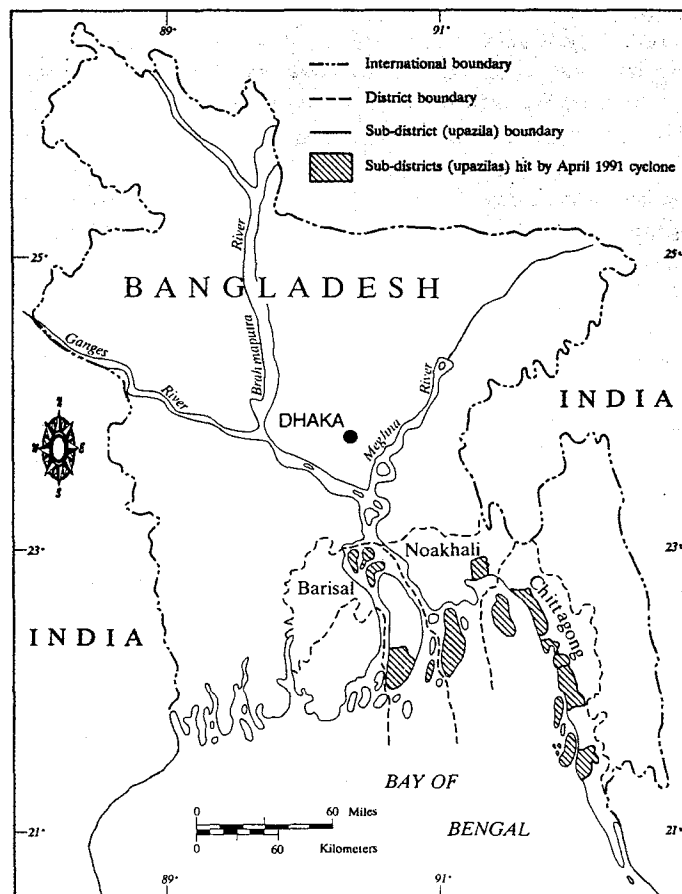 89°
91°
International boundary
District boundary
Sub-district (upazila) boundary
Sub-districts (upazilas) hit by April 1991 cyclone
25°
25°
BANGLADESH
River
Brahmaputra
Ganges
River
Meghna
River
DHAKA
INDIA
N
W
E
S
23°
23°
Noakhali
Barisal
Chittagong
INDIA
BAY OF
BENGAL
0
60
Miles
0
60
Kilometers
21°
21°
89°
91°